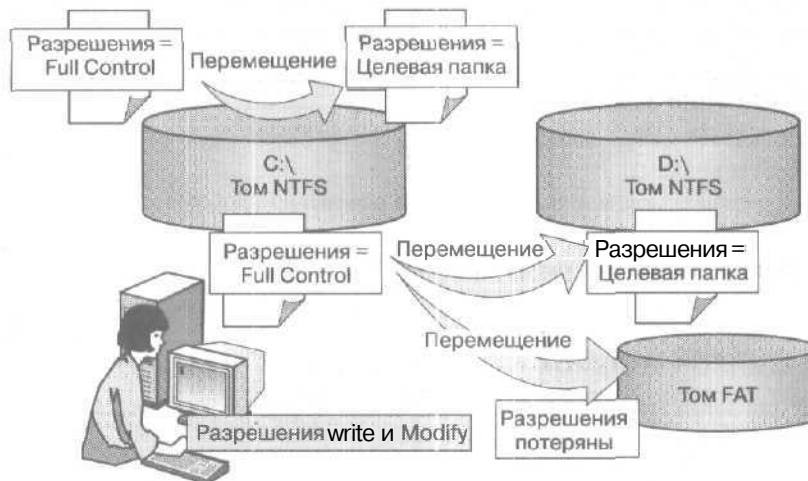 Разрешения =
Full Control
Перемещение
Разрешения =
Целевая папка
C:\
Том NTFS
D:\
Том NTFS
Разрешения =
Full Control
Перемещение
Разрешения =
Целевая папка
Перемещение
Том FAT
Разрешения write и Modify
Разрешения
потеряны